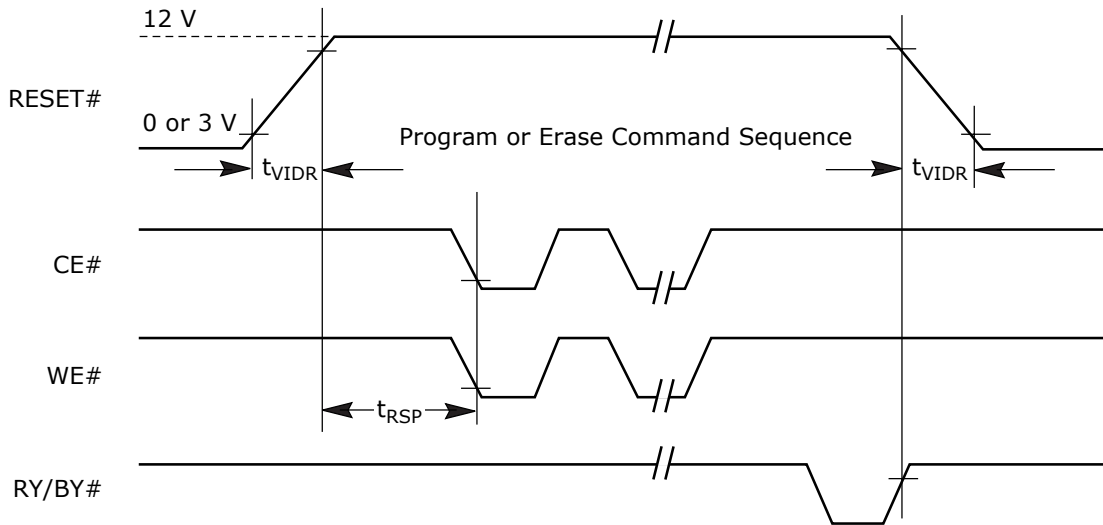 12 V
RESET#
0 or 3 V
Program or Erase Command Sequence
tVIDR
tVIDR
CE#
WE#
tRSP
RY/BY#